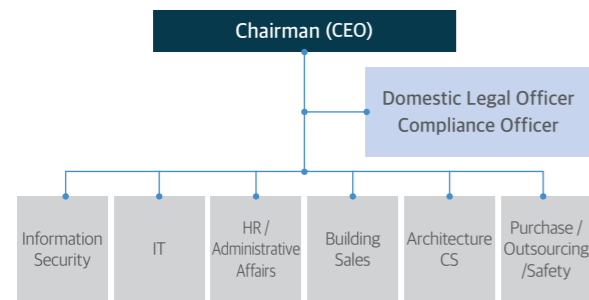 Chairman (CEO)
Domestic Legal Officer
Compliance Officer
Information
Security
IT
HR /
Administrative
Affairs
Building
Sales
Architecture
CS
Purchase /
Outsourcing
/Safety